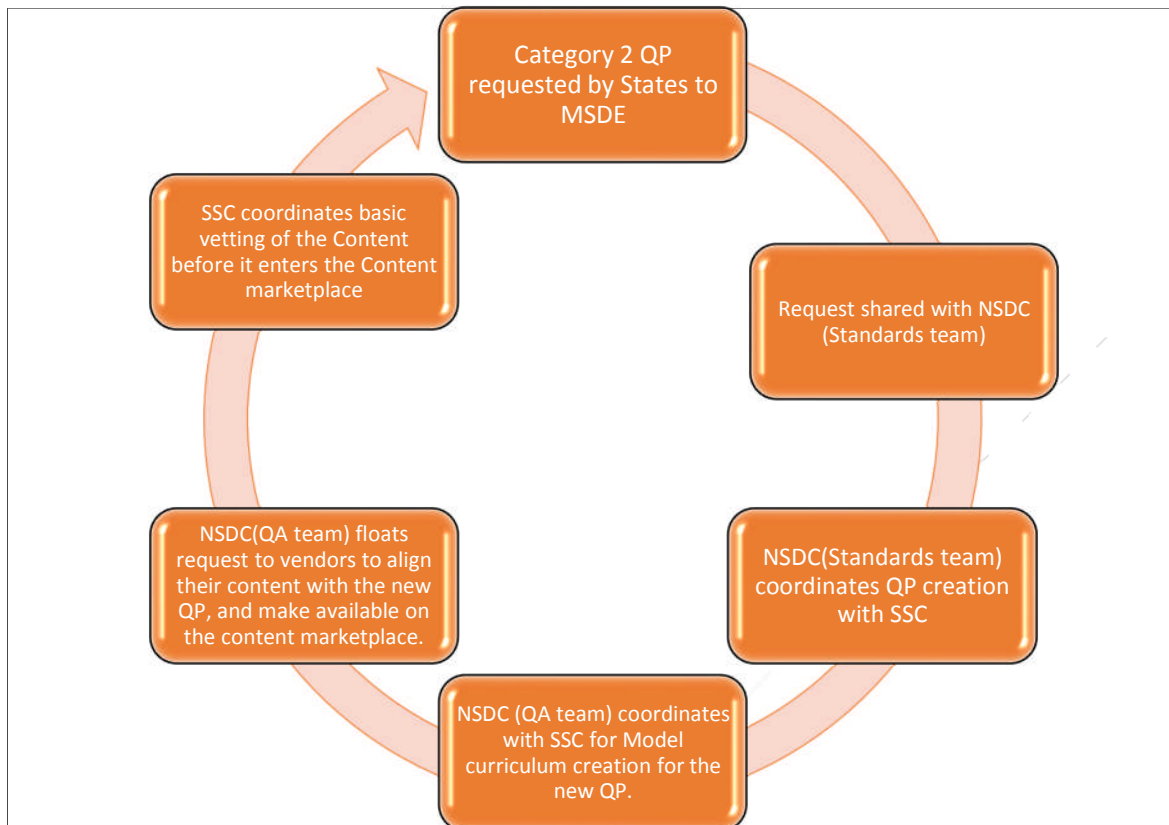 Category 2 QP
requested by States to
MSDE
Request shared with NSDC
(Standards team)
NSDC(Standards team)
coordinates QP creation
with SSC
NSDC (QA team) coordinates
with SSC for Model
curriculum creation for the
new QP.
NSDC(QA team) floats
request to vendors to align
their content with the new
QP, and make available on
the content marketplace.
SSC coordinates basic
vetting of the Content
before it enters the Content
marketplace